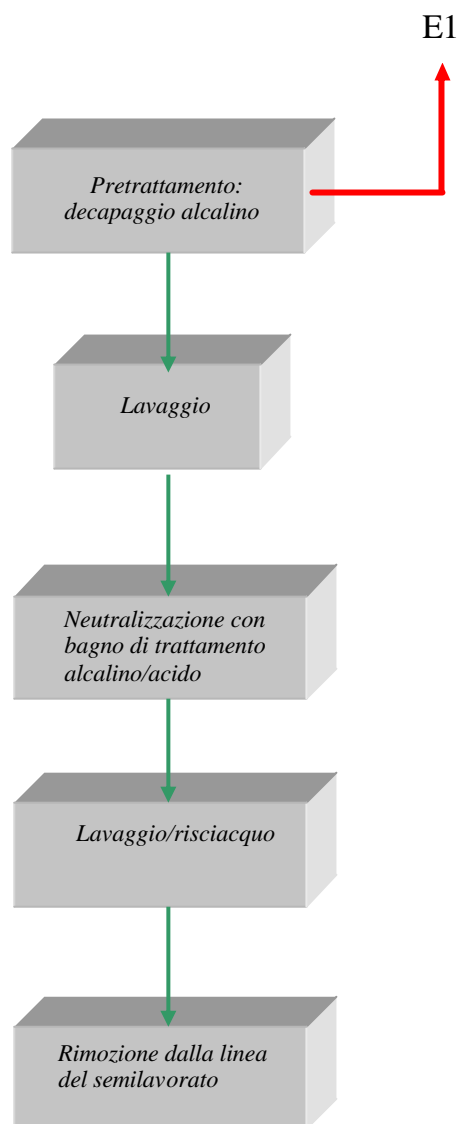 E1
Pretrattamento:
decapaggio alcalino
Lavaggio
Neutralizzazione con
bagno di trattamento
alcalino/acido
Lavaggio/risciacquo
Rimozione dalla linea
del semilavorato